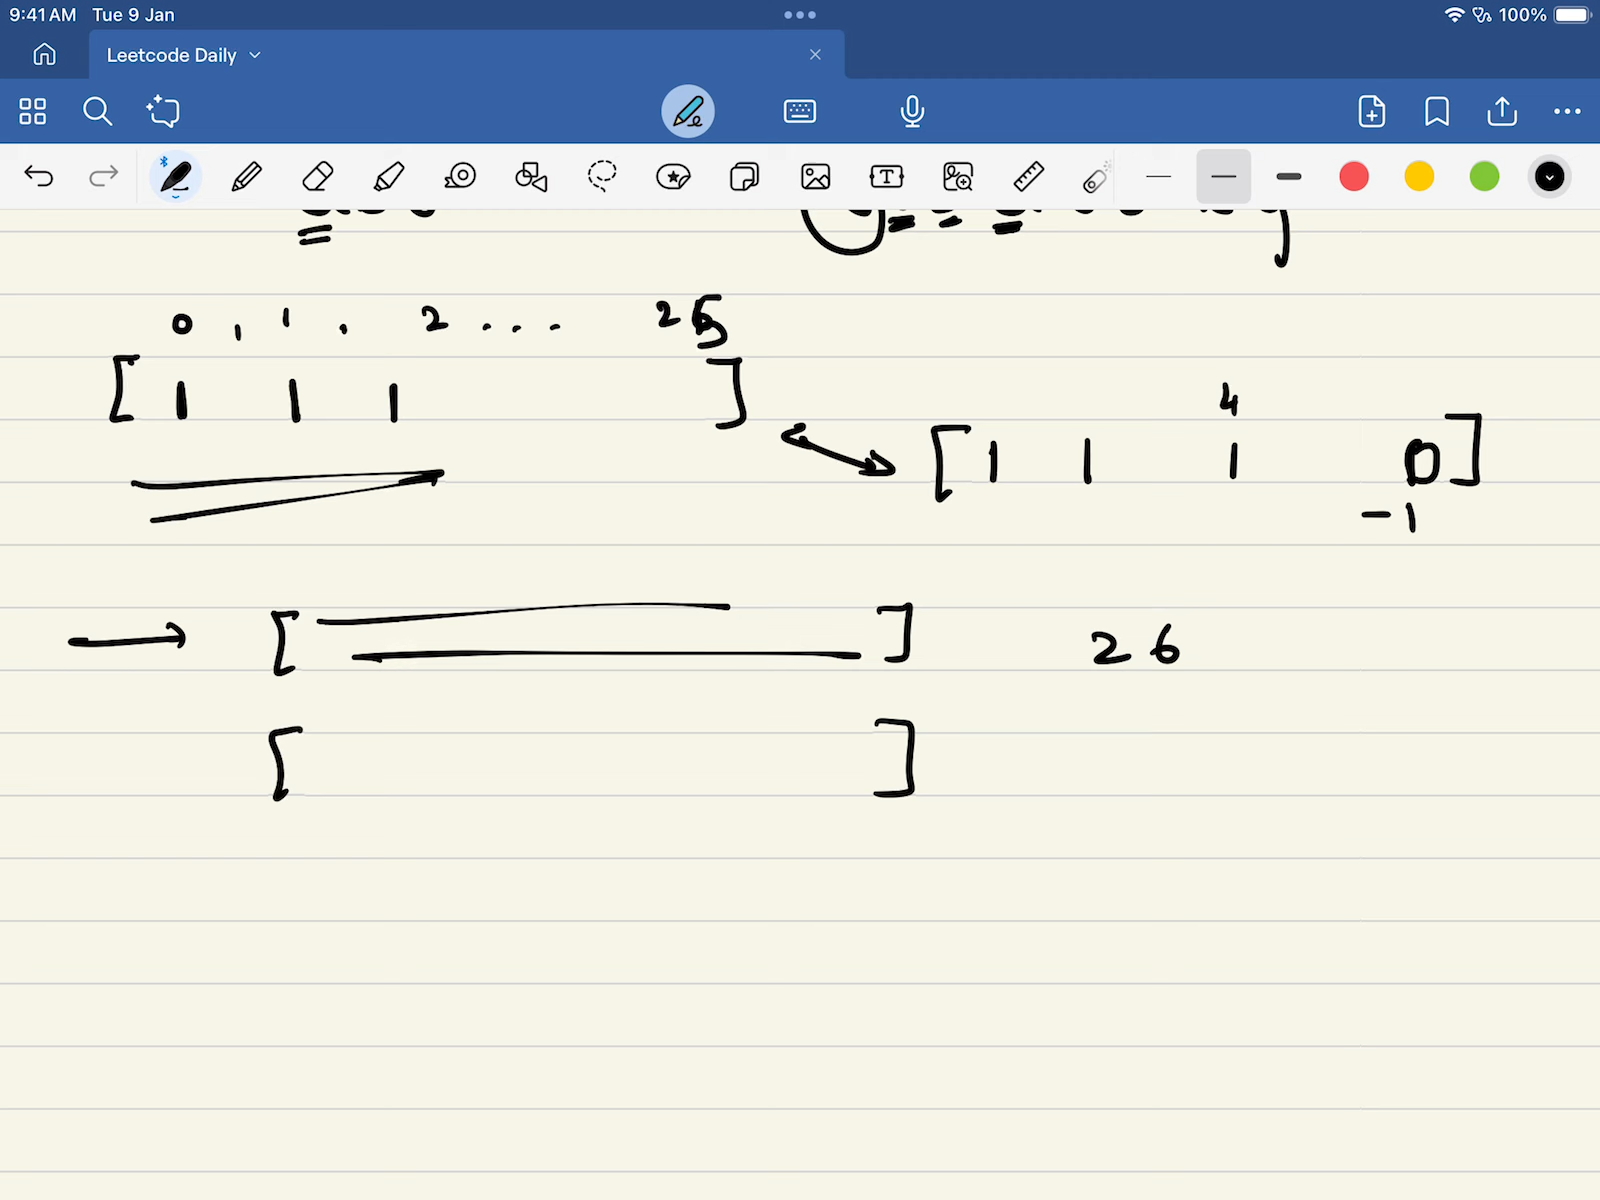 9:41 AM Tue 9 Jan 100%
Leetcode Daily
T
0 , 1 , 2 ... 25
[ 1 1 1 ]
4
[ 1 1 1 0 ]
-1
[ ] 26
[ ]